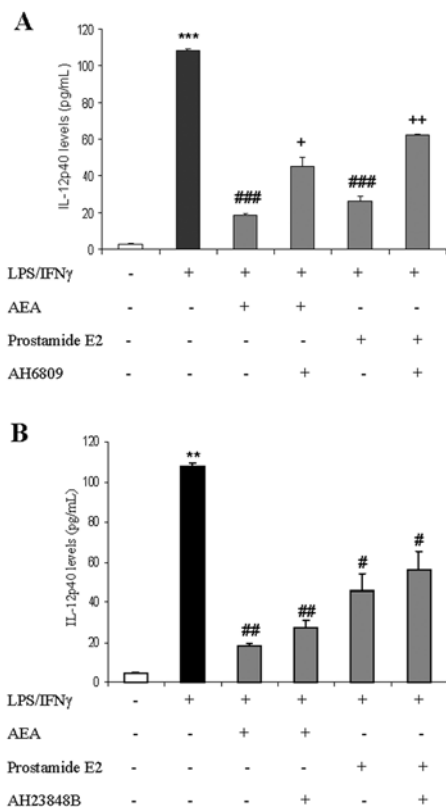 A
IL-12p40 levels (pg/mL)
120
100
80
60
40
20
0
***
###
+
###
++
LPS/IFNγ - + + + + +
AEA - - + + - -
Prostamide E2 - - - - + +
AH6809 - - - + - +
B
IL-12p40 levels (pg/mL)
120
100
80
60
40
20
0
**
##
##
#
#
LPS/IFNγ - + + + + +
AEA - - + + - -
Prostamide E2 - - - - + +
AH23848B - - - + - +